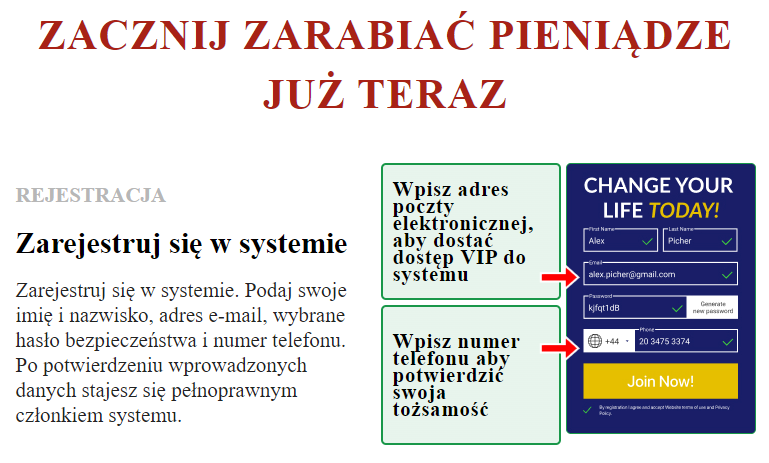 ZACZNIJ ZARABIAĆ PIENIĄDZE
JUŻ TERAZ
REJESTRACJA
Zarejestruj się w systemie
Zarejestruj się w systemie. Podaj swoje
imię i nazwisko, adres e-mail, wybrane
hasło bezpieczeństwa i numer telefonu.
Po potwierdzeniu wprowadzonych
danych stajesz się pełnoprawnym
członkiem systemu.
Wpisz adres
poczty
elektronicznej,
aby dostać
dostęp VIP do
systemu
Wpisz numer
telefonu aby
potwierdzić
swoja
tożsamość
CHANGE YOUR
LIFE TODAY!
First Name
Alex
Last Name
Picher
Email
alex.picher@gmail.com
Password
kjfqt1dB
Generate
new password
+44
Phone
20 3475 3374
Join Now!
By registration I agree and accept Website terms of use and Privacy
Policy.